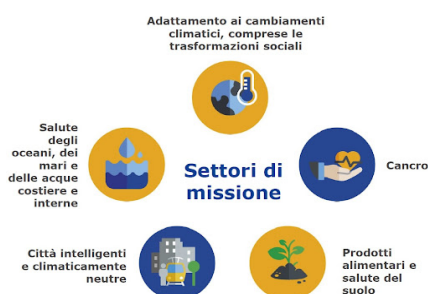 Adattamento ai cambiamenti
climatici, comprese le
trasformazioni sociali
Salute
degli
oceani, dei
mari e
delle acque
costiere e
interne
Settori di
missione
Cancro
Città intelligenti
e climaticamente
neutre
Prodotti
alimentari e
salute del
suolo